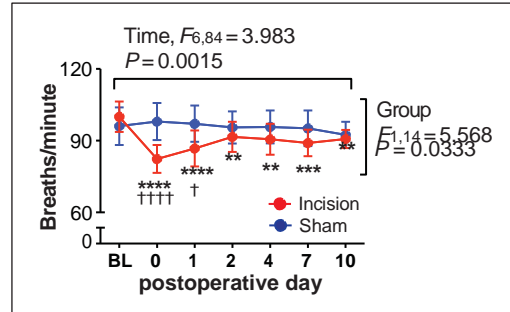 Time, F6,84 = 3.983
P = 0.0015
120
90
60
0
Breaths/minute
Group
F1,14 = 5.568
P = 0.0333
**
****
††††
****
†
**
**
***
Incision
Sham
BL 0 1 2 4 7 10
postoperative day